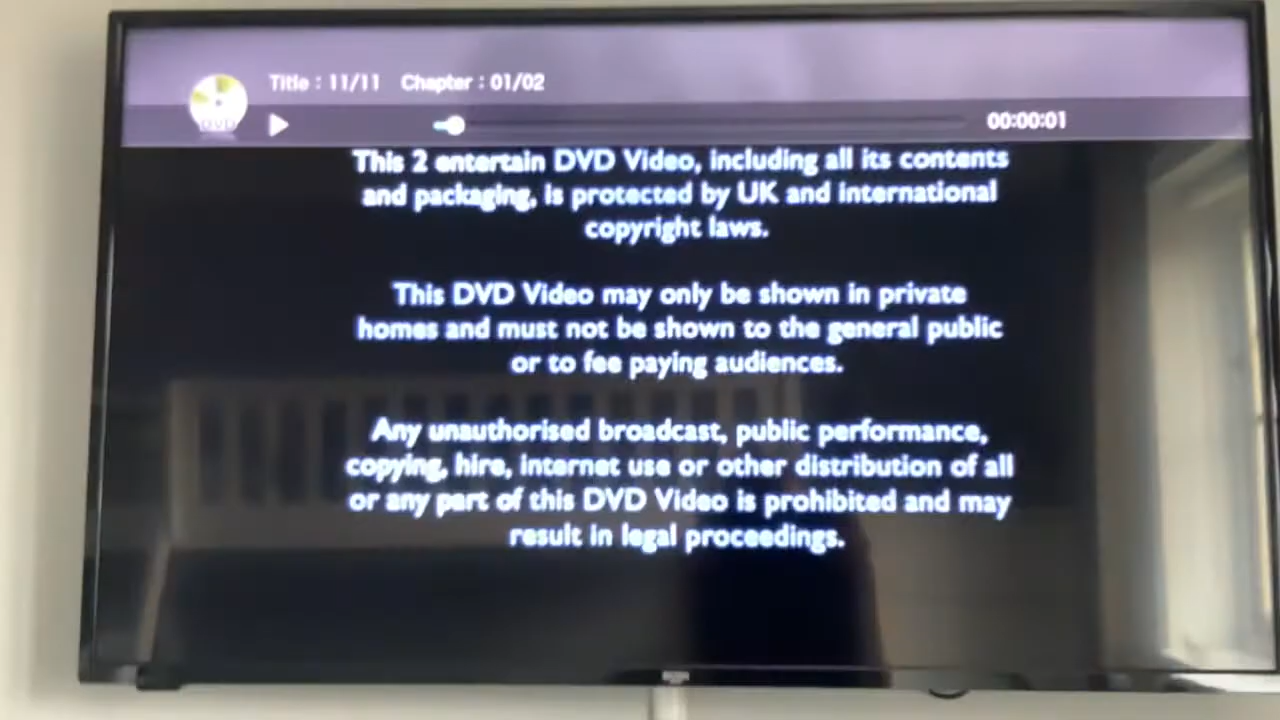 Title : 11/11 Chapter : 01/02
DVD
00:00:01
This 2 entertain DVD Video, including all its contents
and packaging, is protected by UK and international
copyright laws.
This DVD Video may only be shown in private
homes and must not be shown to the general public
or to fee paying audiences.
Any unauthorised broadcast, public performance,
copying, hire, internet use or other distribution of all
or any part of this DVD Video is prohibited and may
result in legal proceedings.